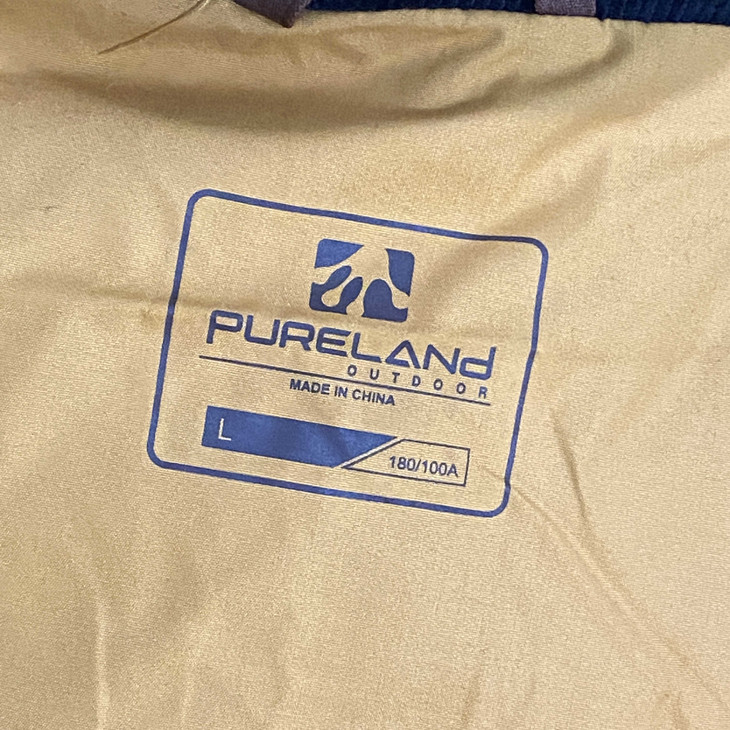 PURELANd
OUTDOOR
MADE IN CHINA
L
180/100A